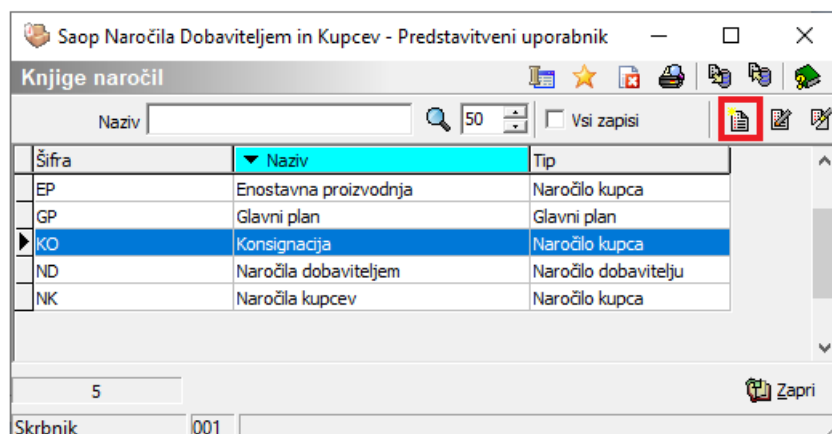 Saop Naročila Dobaviteljem in Kupcev - Predstavitveni uporabnik
Knjige naročil
Naziv 50 Vsi zapisi
Šifra Naziv Tip
EP Enostavna proizvodnja Naročilo kupca
GP Glavni plan Glavni plan
KO Konsignacija Naročilo kupca
ND Naročila dobaviteljem Naročilo dobavitelju
NK Naročila kupcev Naročilo kupca
5 Zapri
Skrbnik 001